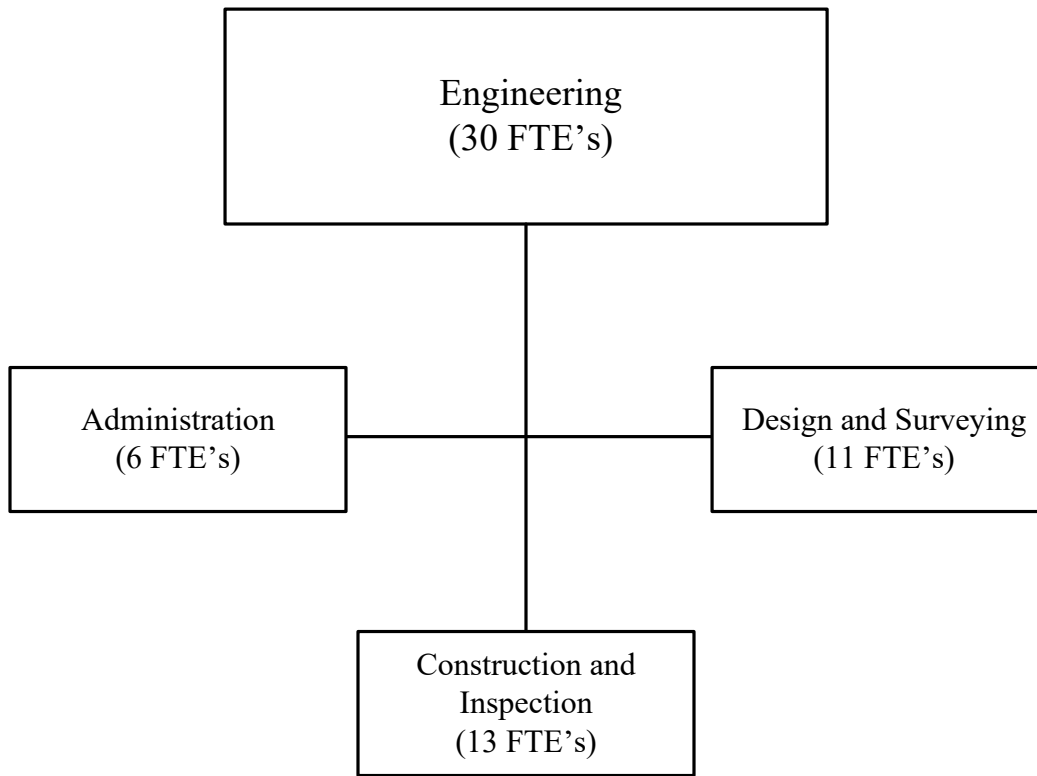 Engineering
(30 FTE’s)
Administration
(6 FTE’s)
Design and Surveying
(11 FTE’s)
Construction and
Inspection
(13 FTE’s)